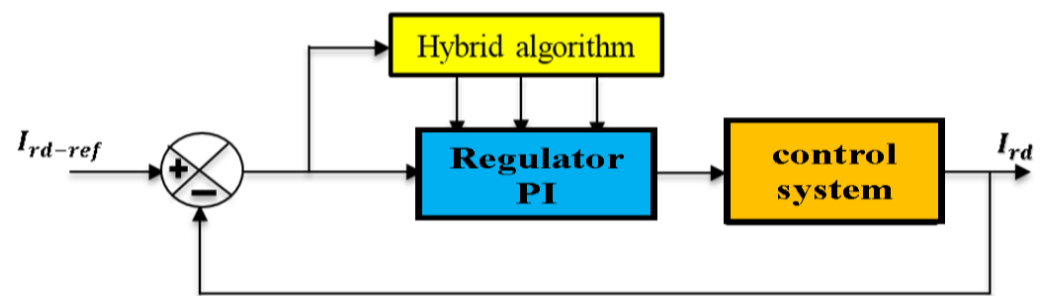 Hybrid algorithm
I_{rd-ref}
+
−
Regulator
PI
control
system
I_{rd}